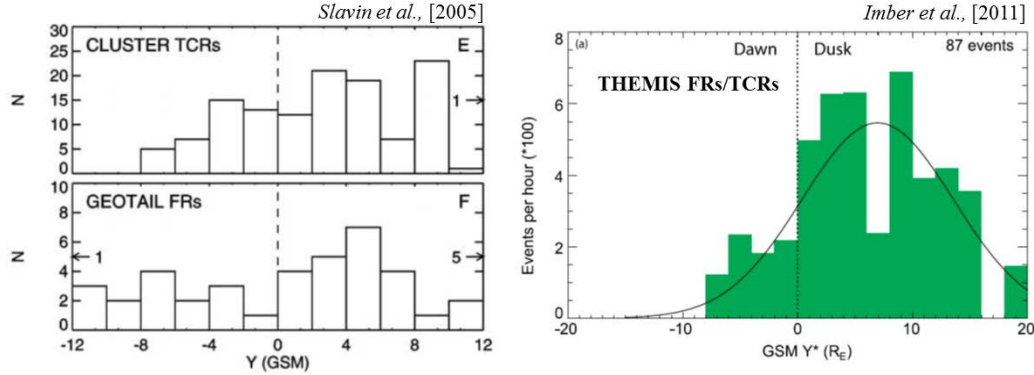 Slavin et al., [2005]
CLUSTER TCRs
E
30
25
20
15
10
5
0
N
1
GEOTAIL FRs
F
10
8
6
4
2
0
N
1
5
-12 -8 -4 0 4 8 12
Y (GSM)
Imber et al., [2011]
(a)
Dawn Dusk
87 events
THEMIS FRs/TCRs
8
6
4
2
0
Events per hour (*100)
-20 -10 0 10 20
GSM Y* (RE)